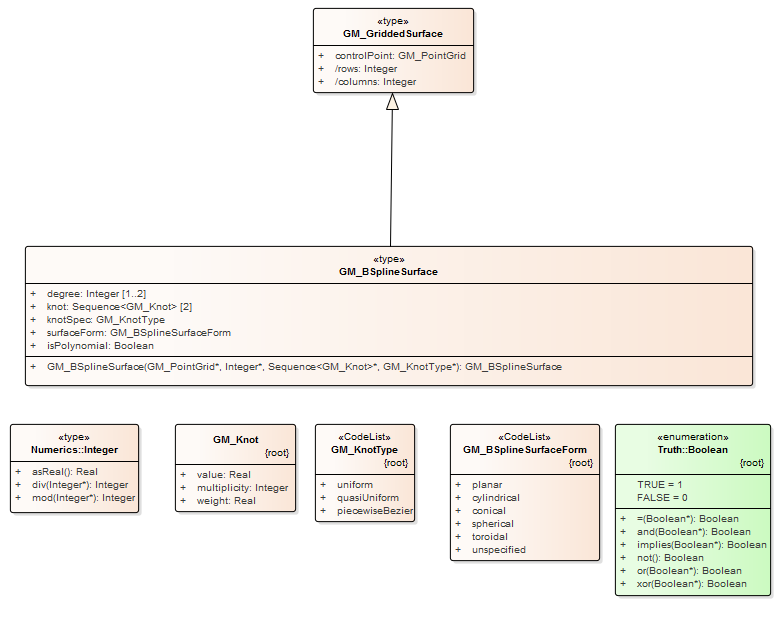 «type»
GM_GriddedSurface
+ controlPoint: GM_PointGrid
+ /rows: Integer
+ /columns: Integer
«type»
GM_BSplineSurface
+ degree: Integer [1..2]
+ knot: Sequence<GM_Knot> [2]
+ knotSpec: GM_KnotType
+ surfaceForm: GM_BSplineSurfaceForm
+ isPolynomial: Boolean
+ GM_BSplineSurface(GM_PointGrid*, Integer*, Sequence<GM_Knot>*, GM_KnotType*): GM_BSplineSurface
«type»
Numerics::Integer
+ asReal(): Real
+ div(Integer*): Integer
+ mod(Integer*): Integer
GM_Knot
{root}
+ value: Real
+ multiplicity: Integer
+ weight: Real
«CodeList»
GM_KnotType
{root}
+ uniform
+ quasiUniform
+ piecewiseBezier
«CodeList»
GM_BSplineSurfaceForm
{root}
+ planar
+ cylindrical
+ conical
+ spherical
+ toroidal
+ unspecified
«enumeration»
Truth::Boolean
{root}
TRUE = 1
FALSE = 0
+ =(Boolean*): Boolean
+ and(Boolean*): Boolean
+ implies(Boolean*): Boolean
+ not(): Boolean
+ or(Boolean*): Boolean
+ xor(Boolean*): Boolean